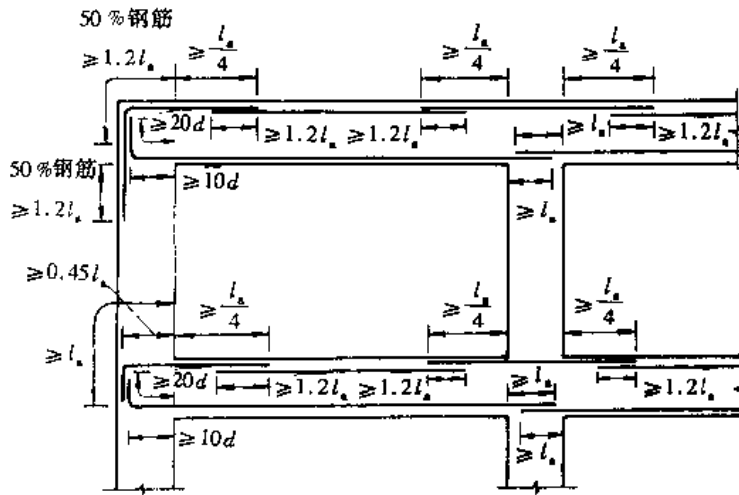 50%钢筋
≥1.2lₐ ≥lₐ/4 ≥lₐ/4 ≥lₐ/4
≥20d ≥1.2lₐ ≥1.2lₐ ≥lₐ ≥1.2lₐ
50%钢筋
≥1.2lₐ ≥10d ≥lₐ
≥0.45lₐ
≥lₐ/4 ≥lₐ/4 ≥lₐ/4
≥lₐ
≥20d ≥1.2lₐ ≥1.2lₐ ≥lₐ ≥1.2lₐ
≥10d ≥lₐ